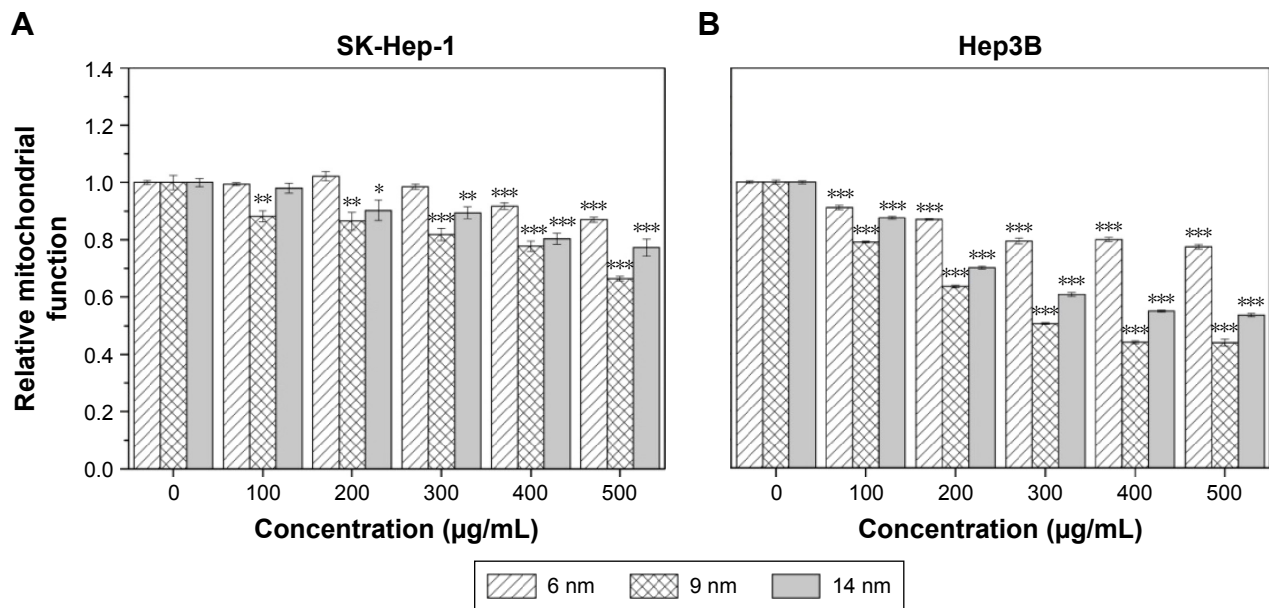 A
SK-Hep-1
Relative mitochondrial
function
1.4
1.2
1.0
0.8
0.6
0.4
0.2
0.0
** ** * *** ** *** *** *** ***
0 100 200 300 400 500
Concentration (µg/mL)
B
Hep3B
*** *** *** *** *** *** *** *** *** *** *** *** *** *** ***
0 100 200 300 400 500
Concentration (µg/mL)
6 nm 9 nm 14 nm